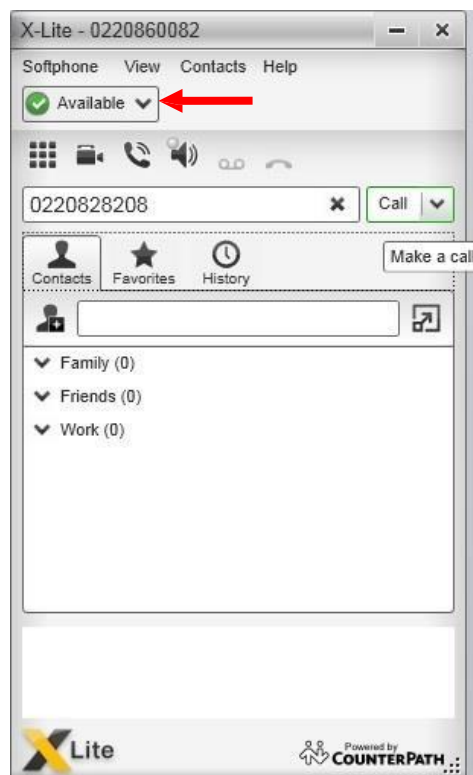 X-Lite - 0220860082
Softphone View Contacts Help
Available
0220828208 Call
Make a call
Contacts Favorites History
Family (0)
Friends (0)
Work (0)
X Lite
Powered by
COUNTERPATH